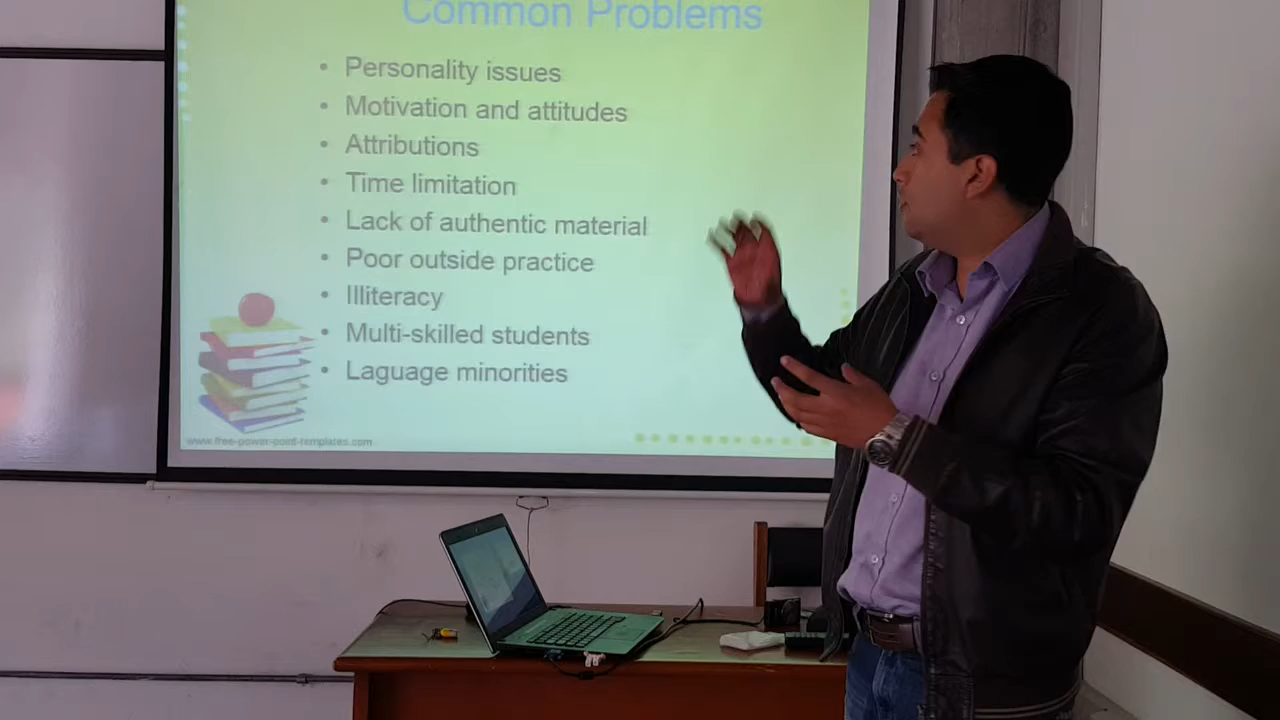 Common Problems
• Personality issues
• Motivation and attitudes
• Attributions
• Time limitation
• Lack of authentic material
• Poor outside practice
• Illiteracy
• Multi-skilled students
• Laguage minorities
www.free-power-point-templates.com